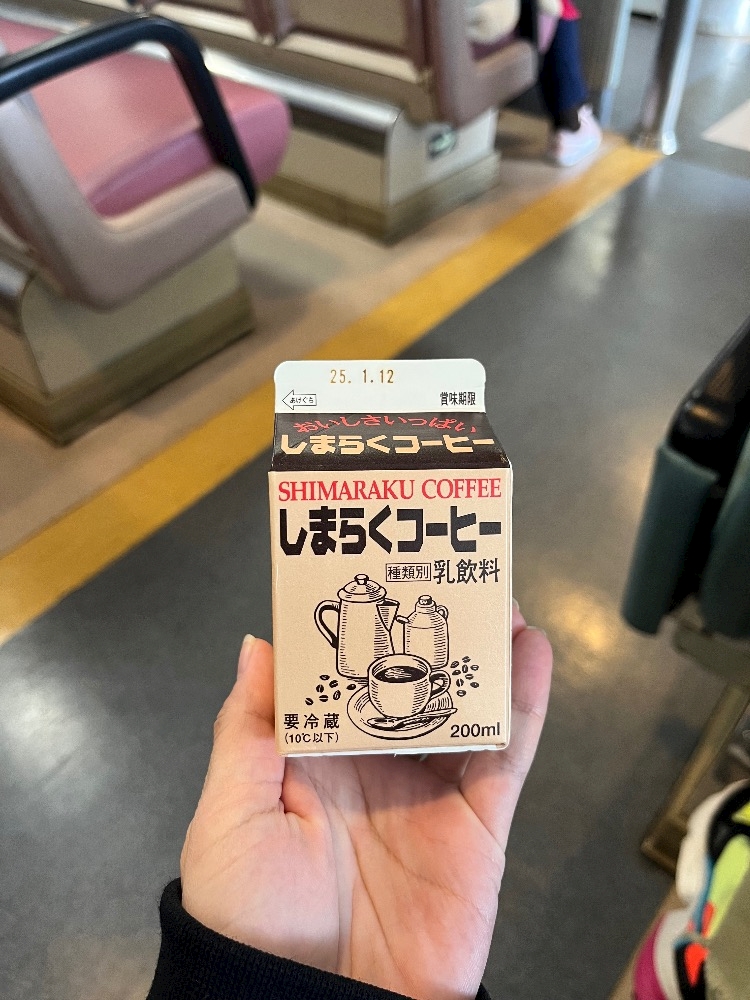 25. 1.12
あけぐち
賞味期限
おいしさいっぱい
しまらくコーヒー
SHIMARAKU COFFEE
しまらくコーヒー
種類別 乳飲料
要冷蔵
(10℃以下)
200ml